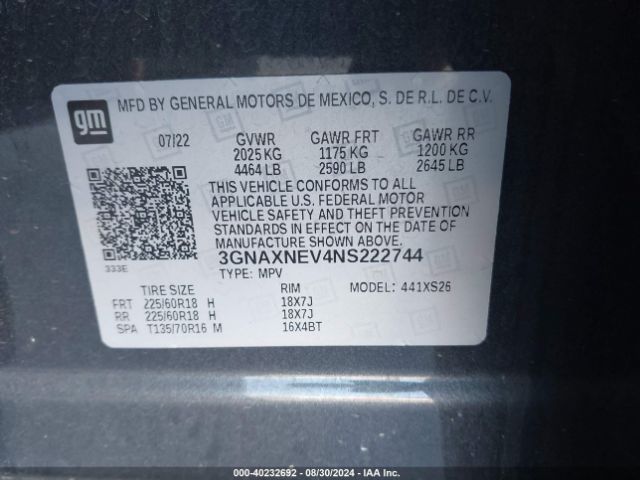 gm MFD BY GENERAL MOTORS DE MEXICO, S. DE R.L. DE C.V.
07/22 GVWR GAWR FRT GAWR RR
2025 KG 1175 KG 1200 KG
4464 LB 2590 LB 2645 LB
THIS VEHICLE CONFORMS TO ALL
APPLICABLE U.S. FEDERAL MOTOR
VEHICLE SAFETY AND THEFT PREVENTION
STANDARDS IN EFFECT ON THE DATE OF
MANUFACTURE SHOWN ABOVE.
333E 3GNAXNEV4NS222744
TYPE: MPV
TIRE SIZE RIM MODEL: 441XS26
FRT 225/60R18 H 18X7J
RR 225/60R18 H 18X7J
SPA T135/70R16 M 16X4BT
000-40232692 - 08/30/2024 - IAA Inc.